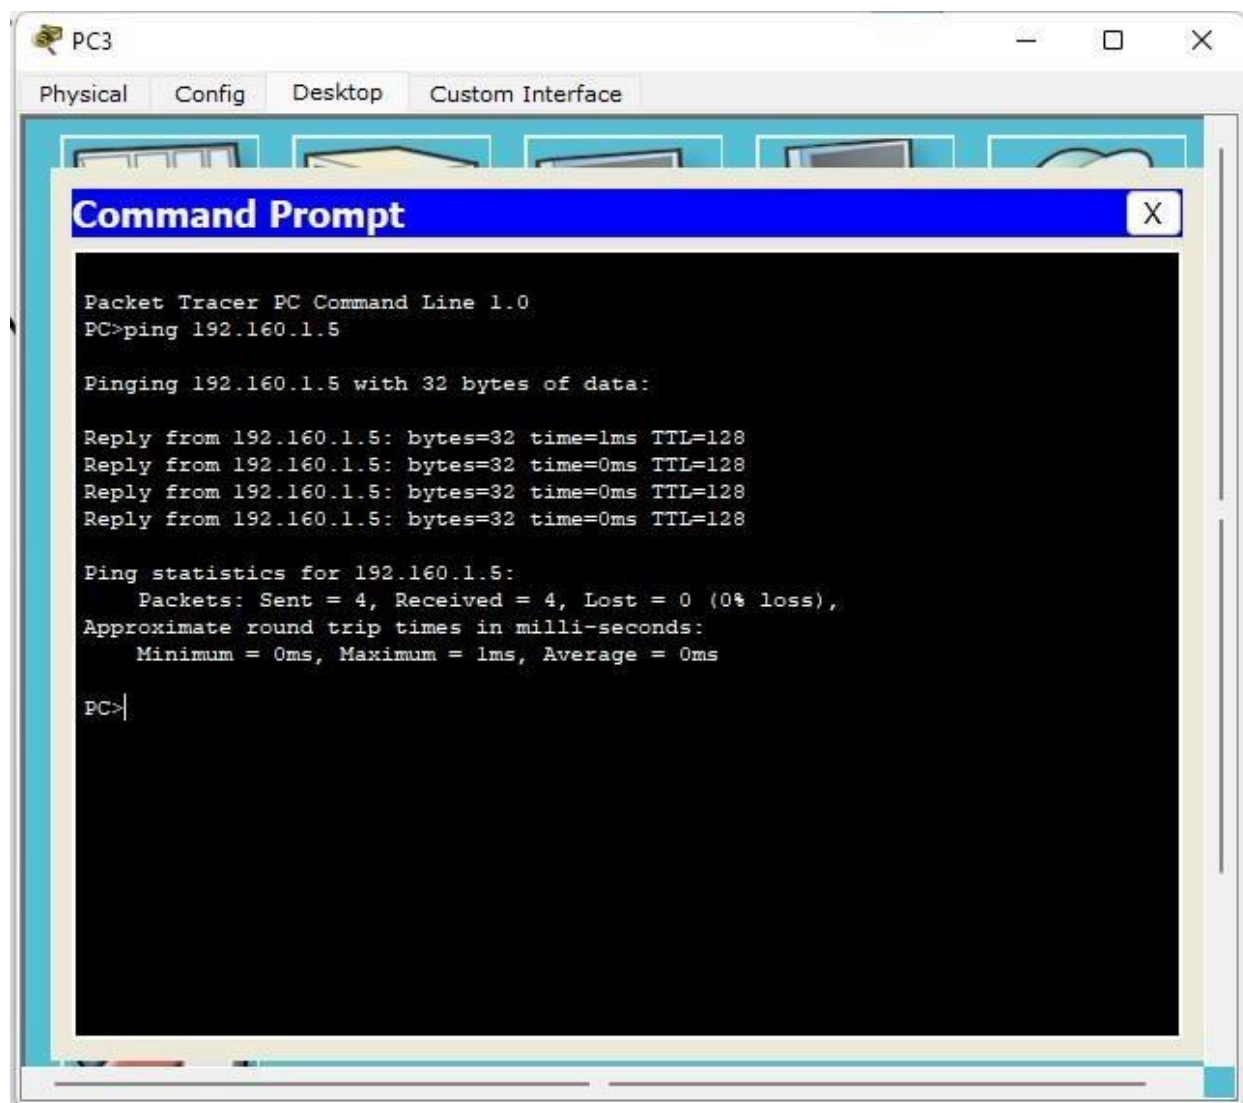 PC3
Physical Config Desktop Custom Interface
Command Prompt X
Packet Tracer PC Command Line 1.0
PC>ping 192.160.1.5
Pinging 192.160.1.5 with 32 bytes of data:
Reply from 192.160.1.5: bytes=32 time=1ms TTL=128
Reply from 192.160.1.5: bytes=32 time=0ms TTL=128
Reply from 192.160.1.5: bytes=32 time=0ms TTL=128
Reply from 192.160.1.5: bytes=32 time=0ms TTL=128
Ping statistics for 192.160.1.5:
Packets: Sent = 4, Received = 4, Lost = 0 (0% loss),
Approximate round trip times in milli-seconds:
Minimum = 0ms, Maximum = 1ms, Average = 0ms
PC>